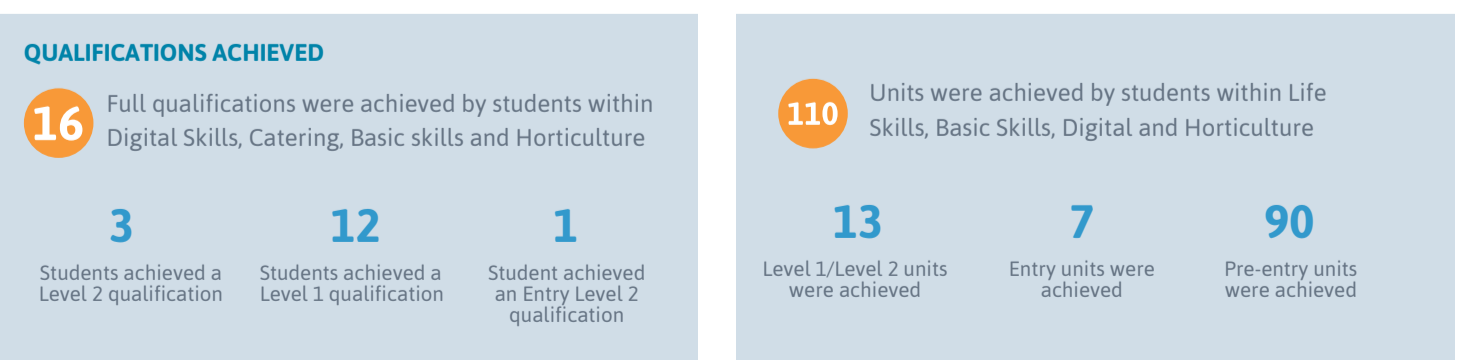 QUALIFICATIONS ACHIEVED
16
Full qualifications were achieved by students within
Digital Skills, Catering, Basic skills and Horticulture
3
Students achieved a
Level 2 qualification
12
Students achieved a
Level 1 qualification
1
Student achieved
an Entry Level 2
qualification
110
Units were achieved by students within Life
Skills, Basic Skills, Digital and Horticulture
13
Level 1/Level 2 units
were achieved
7
Entry units were
achieved
90
Pre-entry units
were achieved